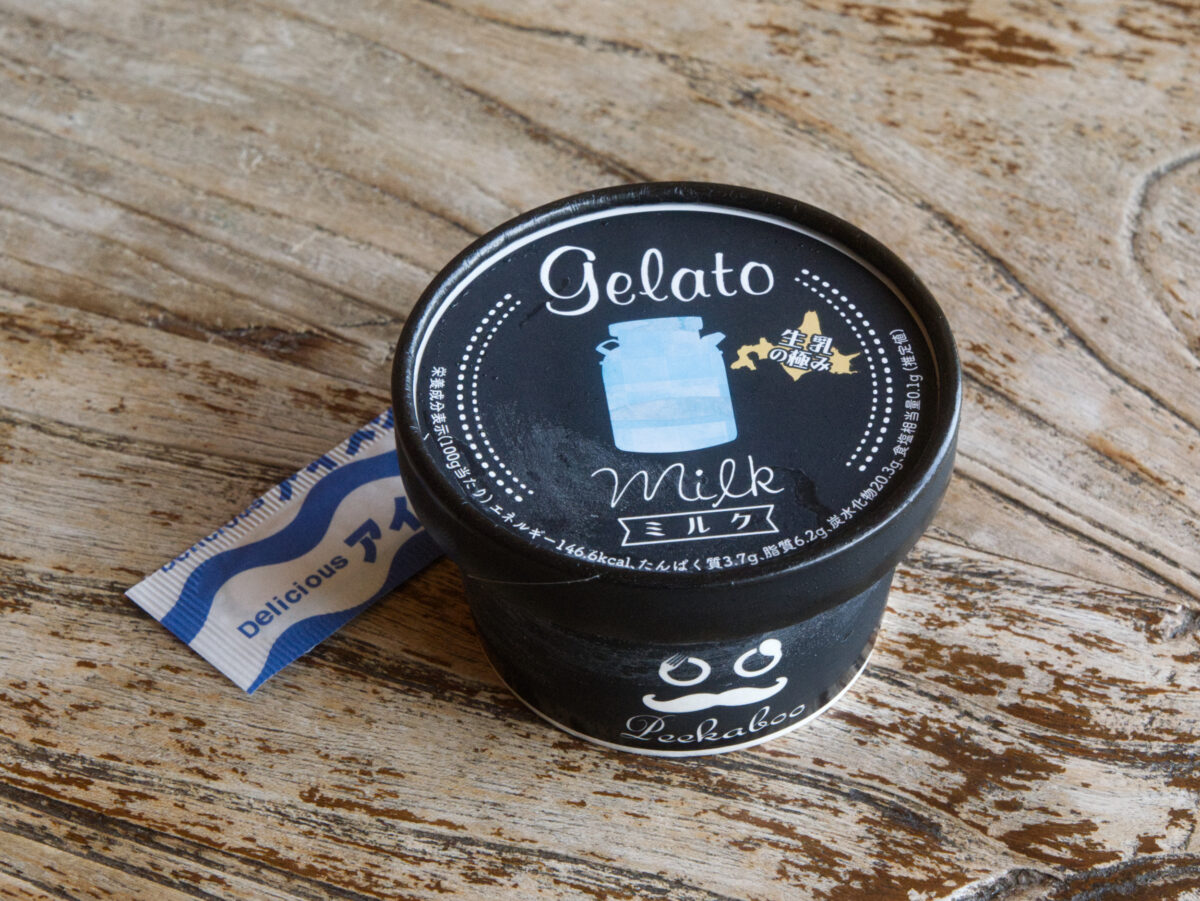 gelato
生乳
の極み
Milk
ミルク
栄養成分表示(100g当たり) エネルギー146.6kcal、たんぱく質3.7g、脂質6.2g、炭水化物20.3g、食塩相当量0.1g (推定値)
Peekaboo
Delicious アイ